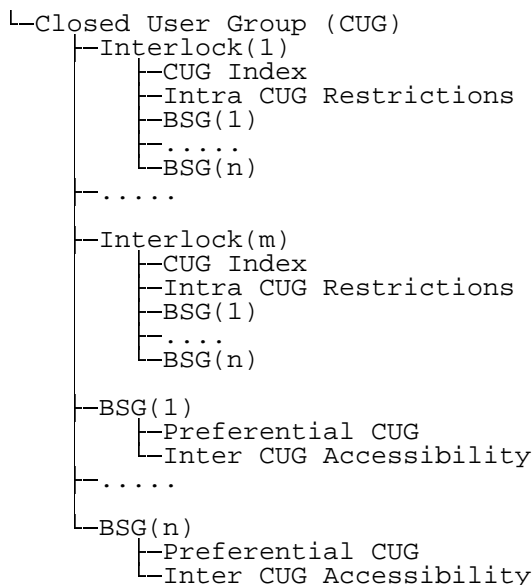 Closed User Group (CUG)
Interlock(1)
CUG Index
Intra CUG Restrictions
BSG(1)
.....
BSG(n)
.....
Interlock(m)
CUG Index
Intra CUG Restrictions
BSG(1)
....
BSG(n)
BSG(1)
Preferential CUG
Inter CUG Accessibility
.....
BSG(n)
Preferential CUG
Inter CUG Accessibility